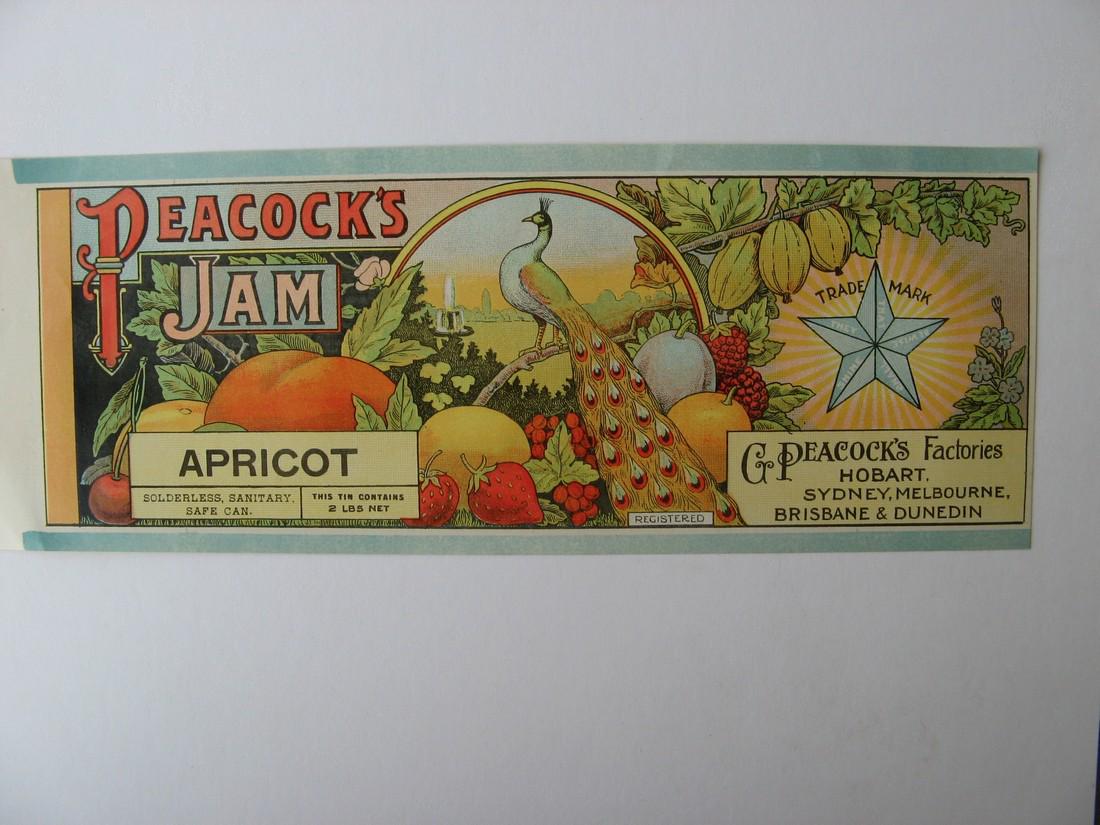 PEACOCK'S
JAM
APRICOT
SOLDERLESS, SANITARY,
SAFE CAN.
THIS TIN CONTAINS
2 LBS NET
REGISTERED
TRADE MARK
THEY
G PEACOCK'S Factories
HOBART,
SYDNEY, MELBOURNE,
BRISBANE & DUNEDIN